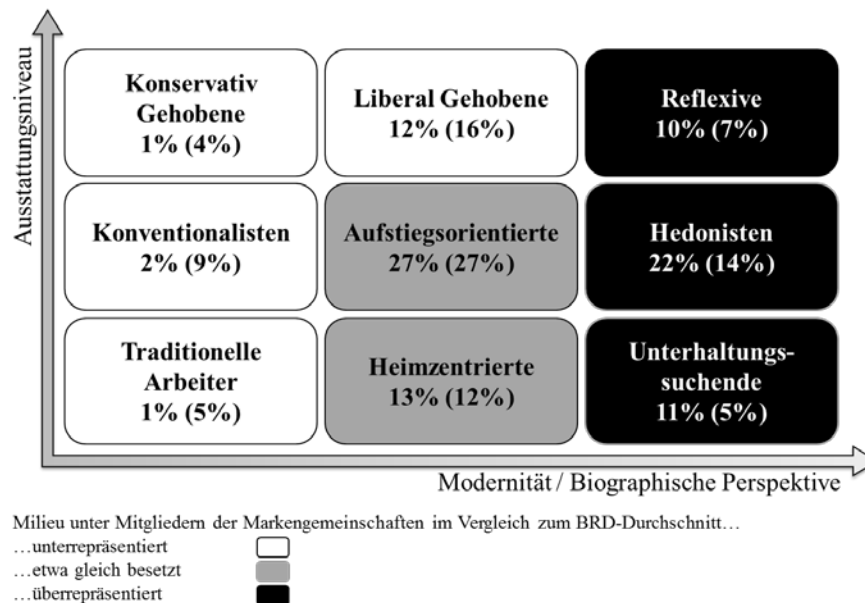 Ausstattungsniveau
Konservativ
Gehobene
1% (4%)
Liberal Gehobene
12% (16%)
Reflexive
10% (7%)
Konventionalisten
2% (9%)
Aufstiegsorientierte
27% (27%)
Hedonisten
22% (14%)
Traditionelle
Arbeiter
1% (5%)
Heimzentrierte
13% (12%)
Unterhaltungs-
suchende
11% (5%)
Modernität / Biographische Perspektive
Milieu unter Mitgliedern der Markengemeinschaften im Vergleich zum BRD-Durchschnitt…
…unterrepräsentiert
…etwa gleich besetzt
…überrepräsentiert